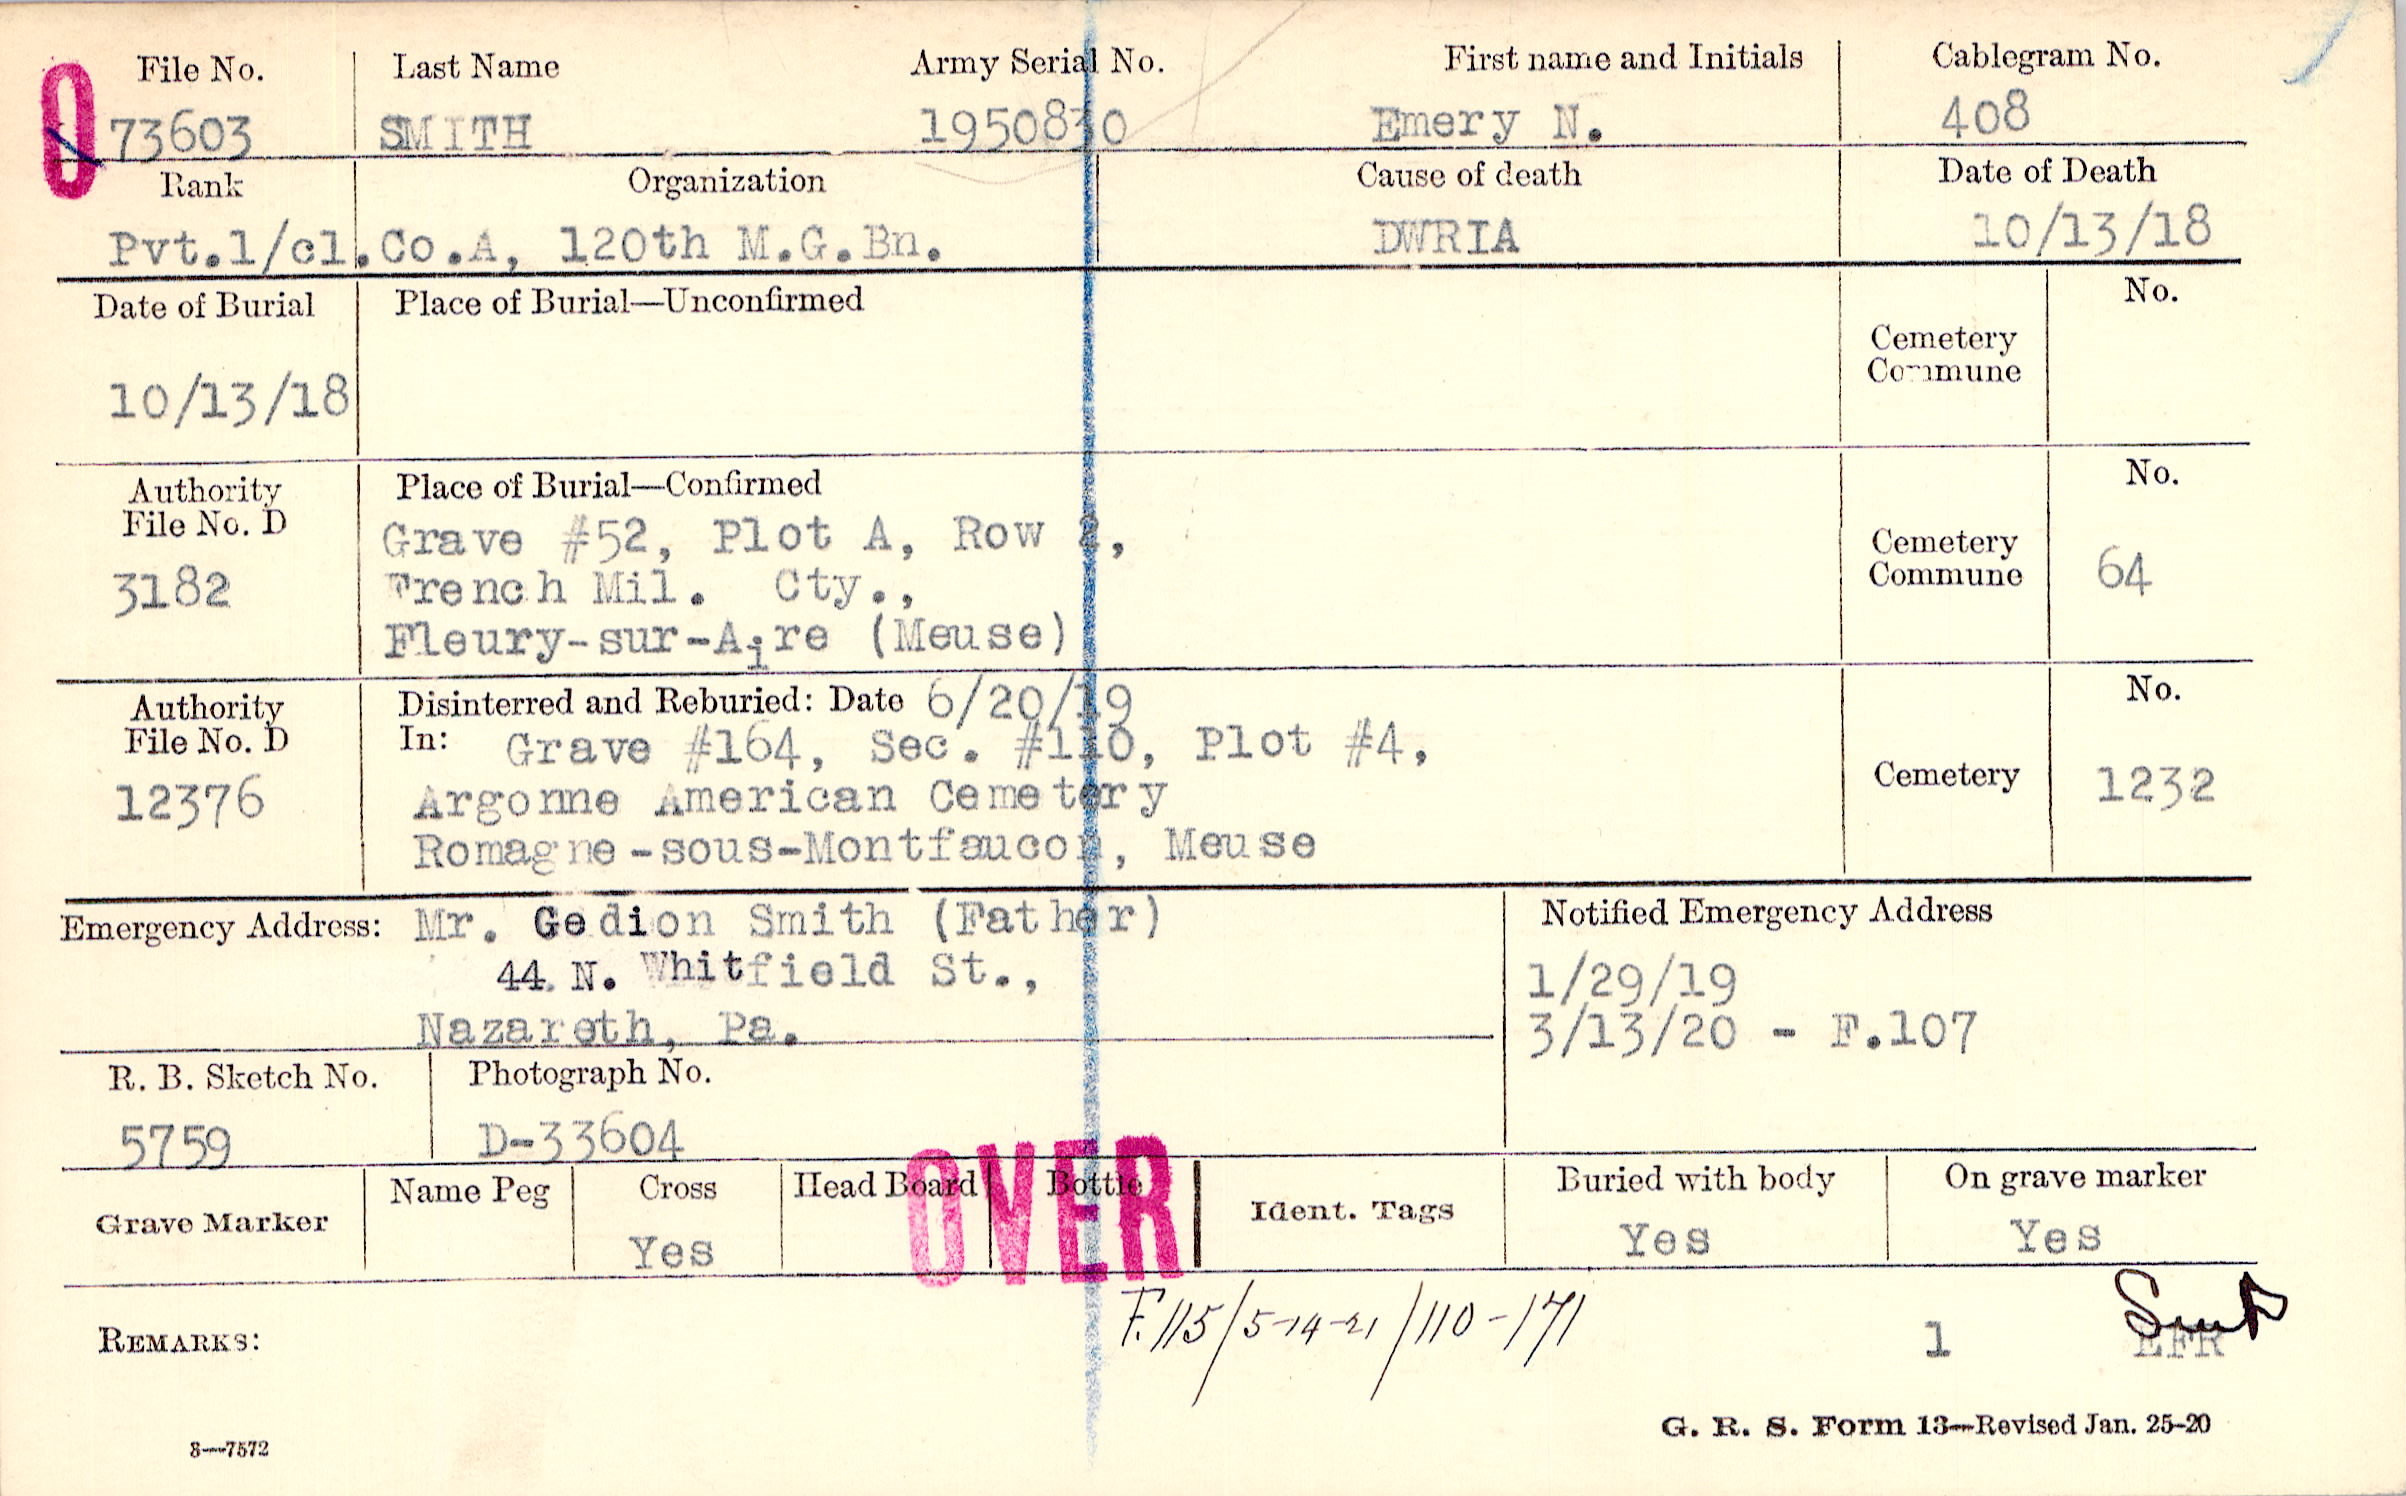 File No. Last Name Army Serial No. First name and Initials Cablegram No.
0 73603 SMITH 1950830 Emery N. 408
Rank Organization Cause of death Date of Death
Pvt.1/cl. Co.A, 120th M.G.Bn. DWRIA 10/13/18
Date of Burial Place of Burial—Unconfirmed No.
Cemetery
Commune
10/13/18
Authority Place of Burial—Confirmed No.
File No. D Grave #52, Plot A, Row 2, Cemetery
3182 French Mil. Cty., Commune 64
Fleury-sur-Aire (Meuse)
Authority Disinterred and Reburied: Date 6/20/19 No.
File No. D In: Grave #164, Sec. #110, Plot #4,
12376 Argonne American Cemetery Cemetery 1232
Romagne-sous-Montfaucon, Meuse
Emergency Address: Mr. Gedion Smith (Father) Notified Emergency Address
44 N. Whitfield St., 1/29/19
Nazareth, Pa. 3/13/20 - F.107
R. B. Sketch No. Photograph No.
5759 D-33604
OVER
Grave Marker Name Peg Cross Head Board Bottle Ident. Tags Buried with body On grave marker
Yes Yes Yes
F.115/5-14-21/110-171
REMARKS: 1 EFR
G. R. S. Form 13—Revised Jan. 25-20
3—7572